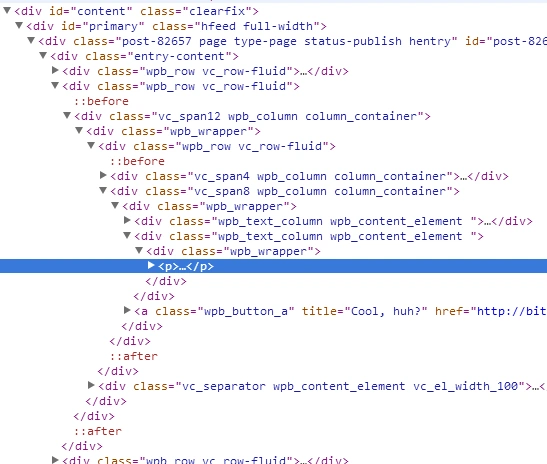 <div id="content" class="clearfix">
<div id="primary" class="hfeed full-width">
<div class="post-82657 page type-page status-publish hentry" id="post-826
<div class="entry-content">
<div class="wpb_row vc_row-fluid">…</div>
<div class="wpb_row vc_row-fluid">
::before
<div class="vc_span12 wpb_column column_container">
<div class="wpb_wrapper">
<div class="wpb_row vc_row-fluid">
::before
<div class="vc_span4 wpb_column column_container">…</div>
<div class="vc_span8 wpb_column column_container">
<div class="wpb_wrapper">
<div class="wpb_text_column wpb_content_element ">…</div>
<div class="wpb_text_column wpb_content_element ">
<div class="wpb_wrapper">
<p>…</p>
</div>
</div>
<a class="wpb_button_a" title="Cool, huh?" href="http://bit
</div>
</div>
::after
</div>
<div class="vc_separator wpb_content_element vc_el_width_100">…<
</div>
</div>
::after
</div>
<div class="wpb_row vc_row-fluid">…</div>